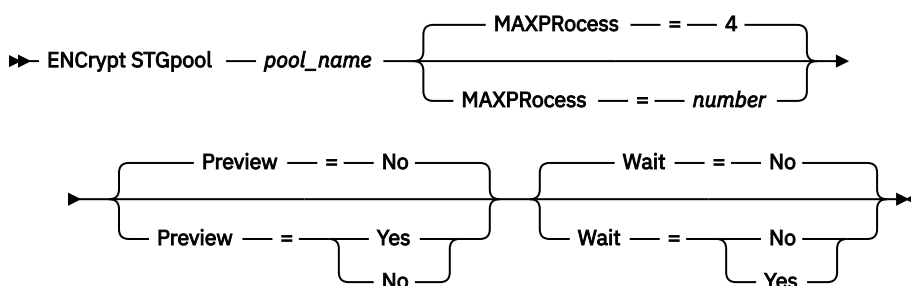 MAXPRocess = 4
ENCrypt STGpool pool_name
MAXPRocess = number
Preview = No Wait = No
Preview = Yes Wait = No
No Yes